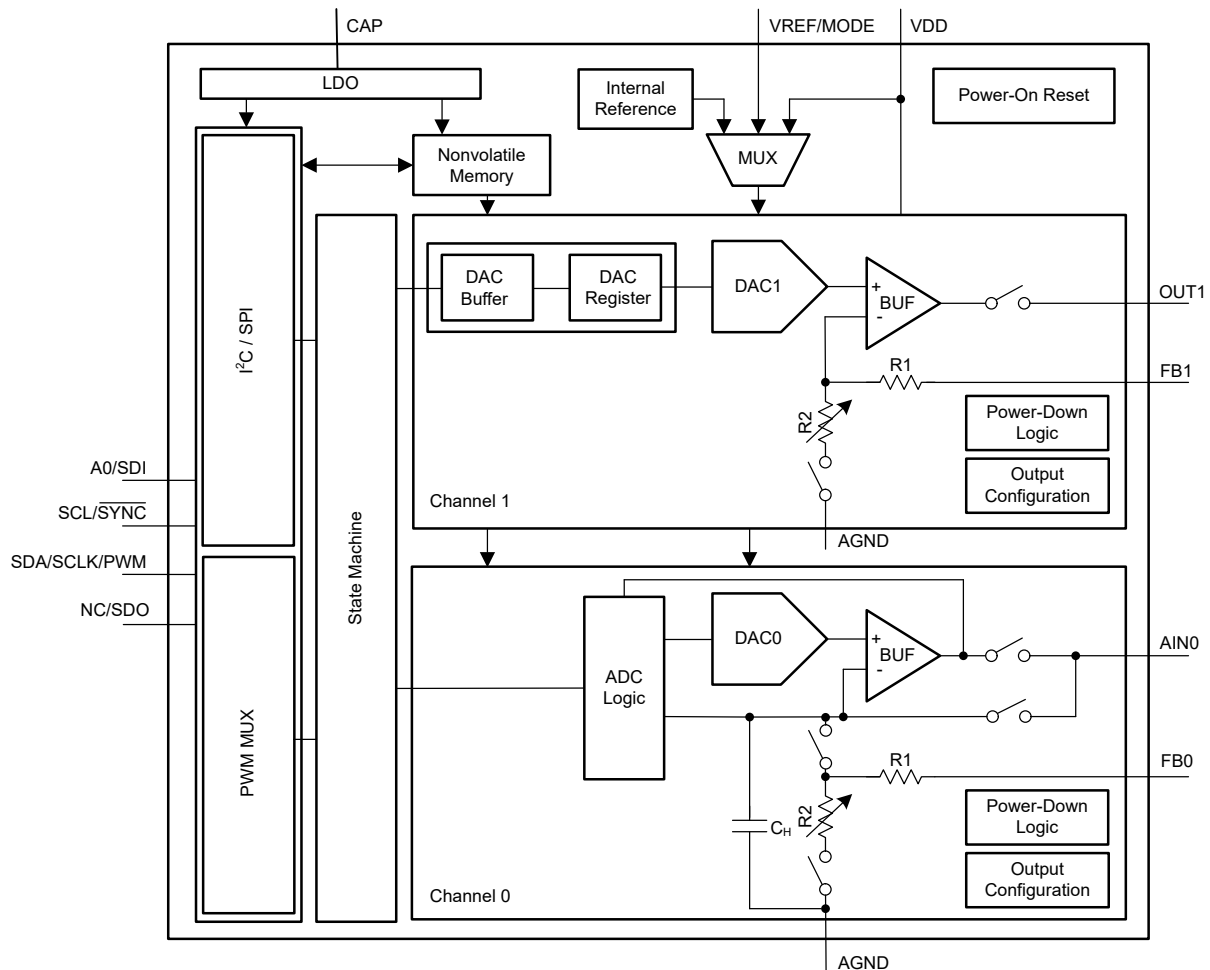 CAP
VREF/MODE
VDD
LDO
Internal
Reference
Power-On Reset
MUX
Nonvolatile
Memory
I²C / SPI
State Machine
DAC
Buffer
DAC
Register
DAC1
+
BUF
-
OUT1
R1
FB1
R2
Power-Down
Logic
Output
Configuration
Channel 1
AGND
A0/SDI
SCL/SYNC
SDA/SCLK/PWM
NC/SDO
PWM MUX
ADC
Logic
DAC0
+
BUF
-
AIN0
R1
FB0
R2
CH
Power-Down
Logic
Output
Configuration
Channel 0
AGND